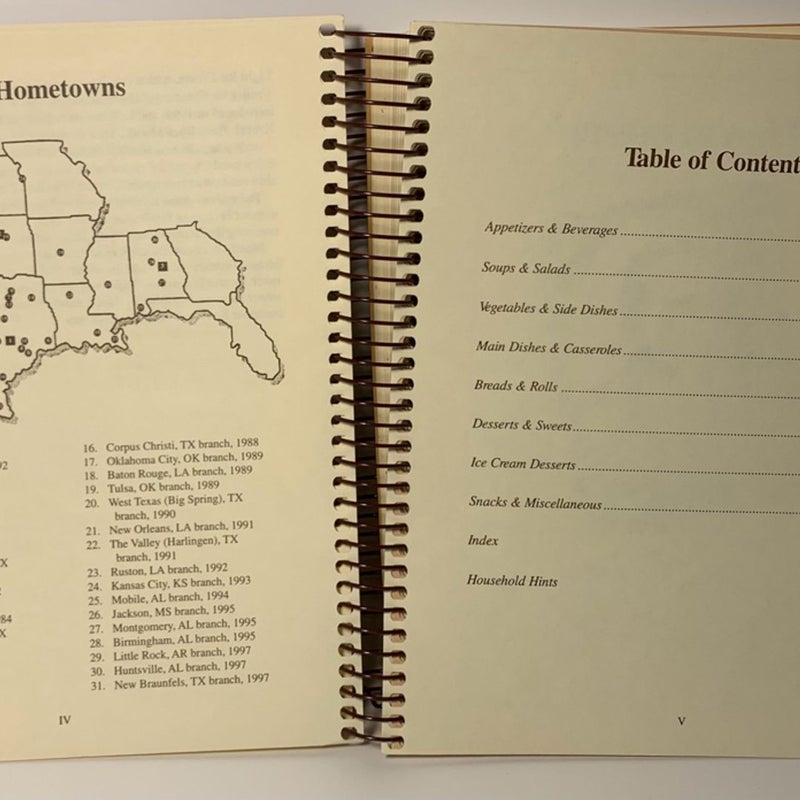 Hometowns
92
X
84
X
16. Corpus Christi, TX branch, 1988
17. Oklahoma City, OK branch, 1989
18. Baton Rouge, LA branch, 1989
19. Tulsa, OK branch, 1989
20. West Texas (Big Spring), TX
branch, 1990
21. New Orleans, LA branch, 1991
22. The Valley (Harlingen), TX
branch, 1991
23. Ruston, LA branch, 1992
24. Kansas City, KS branch, 1993
25. Mobile, AL branch, 1994
26. Jackson, MS branch, 1995
27. Montgomery, AL branch, 1995
28. Birmingham, AL branch, 1995
29. Little Rock, AR branch, 1997
30. Huntsville, AL branch, 1997
31. New Braunfels, TX branch, 1997
IV
Table of Content
Appetizers & Beverages
Soups & Salads
Vegetables & Side Dishes
Main Dishes & Casseroles
Breads & Rolls
Desserts & Sweets
Ice Cream Desserts
Snacks & Miscellaneous
Index
Household Hints
V